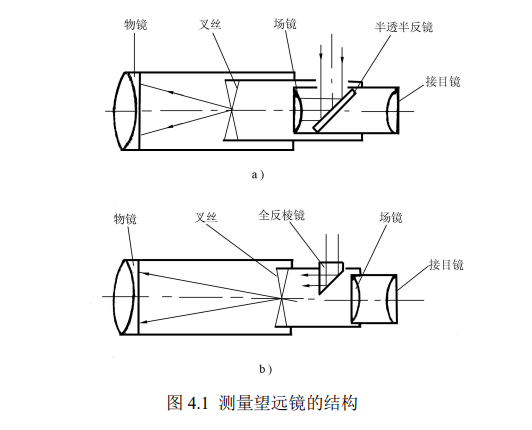 物镜 叉丝 场镜 半透半反镜
接目镜
a )
物镜 叉丝 全反棱镜 场镜
接目镜
b )
图 4.1 测量望远镜的结构